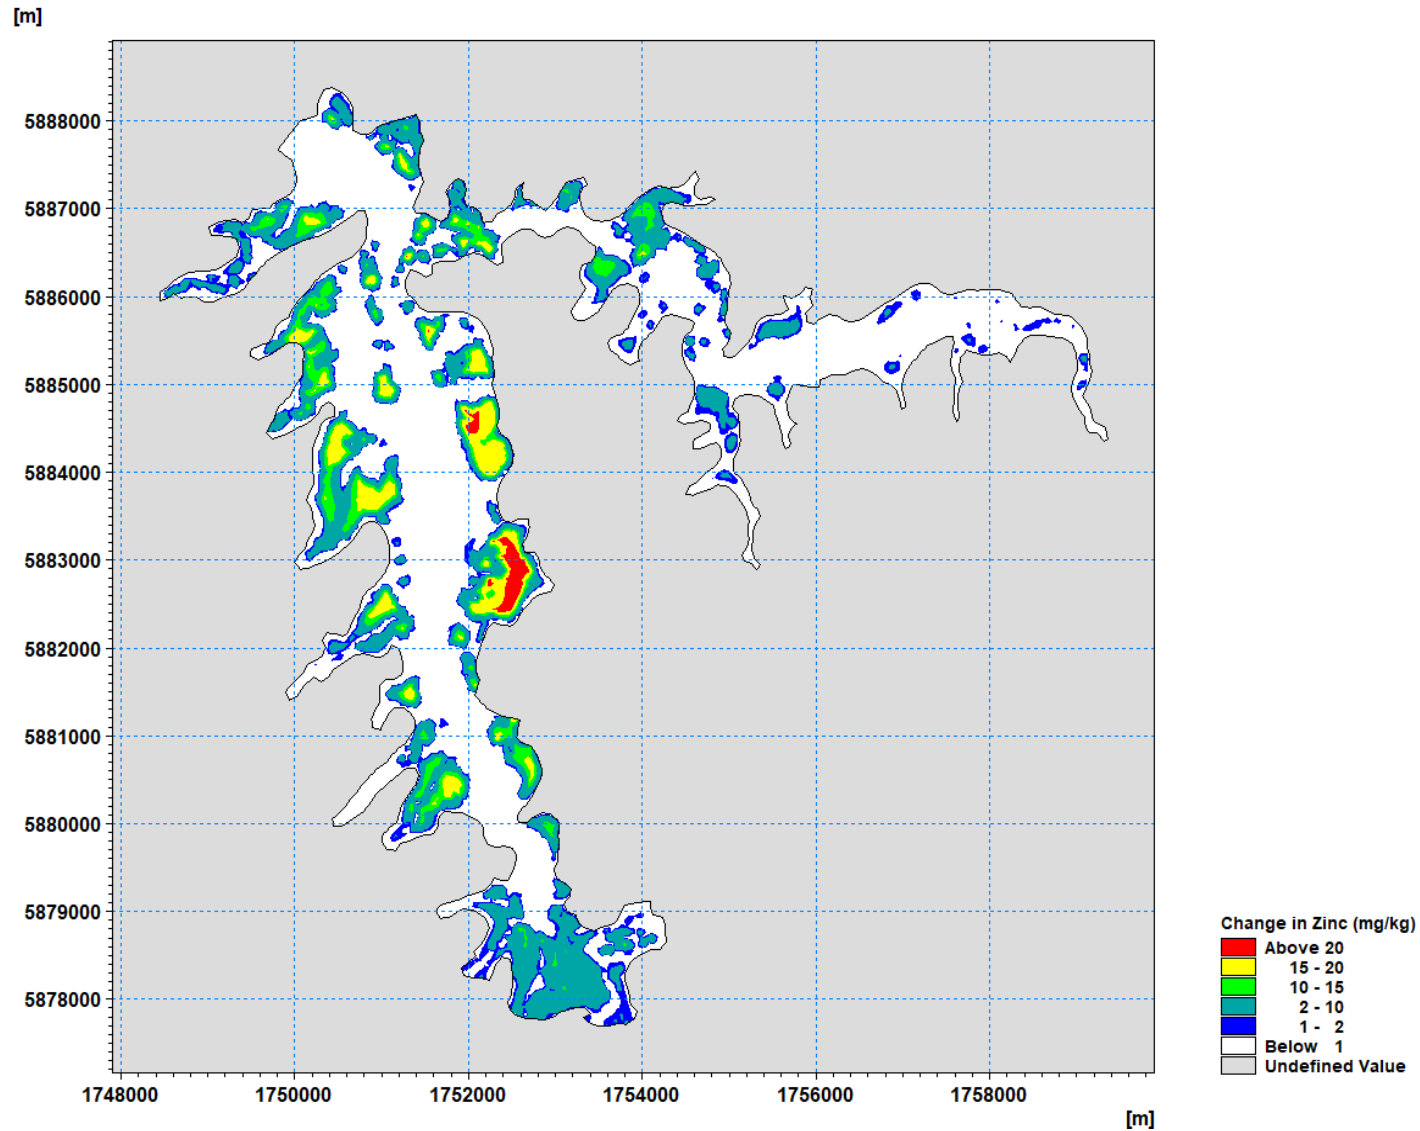 [m]
5888000
5887000
5886000
5885000
5884000
5883000
5882000
5881000
5880000
5879000
5878000
1748000 1750000 1752000 1754000 1756000 1758000
[m]
Change in Zinc (mg/kg)
Above 20
15 - 20
10 - 15
2 - 10
1 - 2
Below 1
Undefined Value